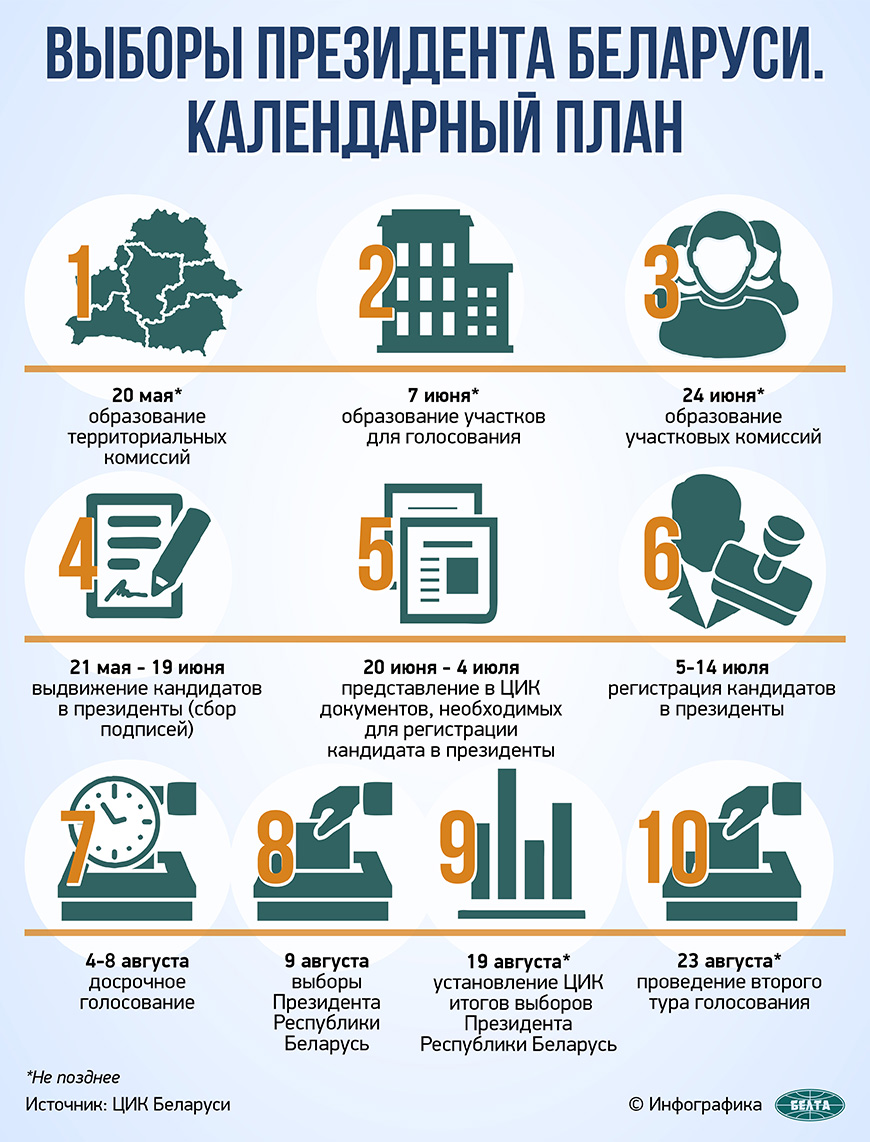 ВЫБОРЫ ПРЕЗИДЕНТА БЕЛАРУСИ.
КАЛЕНДАРНЫЙ ПЛАН
1
20 мая*
образование
территориальных
комиссий
2
7 июня*
образование участков
для голосования
3
24 июня*
образование
участковых комиссий
4
21 мая - 19 июня
выдвижение кандидатов
в президенты (сбор
подписей)
5
20 июня - 4 июля
представление в ЦИК
документов, необходимых
для регистрации
кандидата в президенты
6
5-14 июля
регистрация кандидатов
в президенты
7
4-8 августа
досрочное
голосование
8
9 августа
выборы
Президента
Республики
Беларусь
9
19 августа*
установление ЦИК
итогов выборов
Президента
Республики Беларусь
10
23 августа*
проведение второго
тура голосования
*Не позднее
Источник: ЦИК Беларуси
© Инфографика БЕЛТА